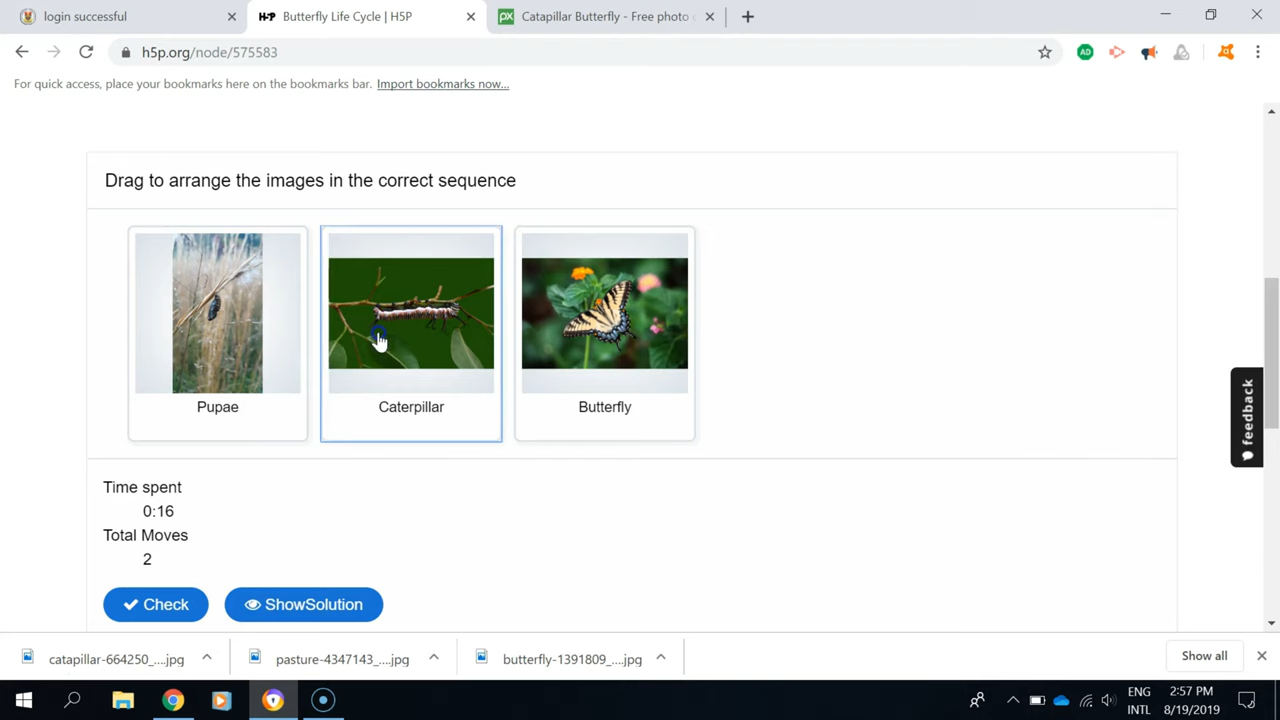 login successful
H-P Butterfly Life Cycle | H5P
px Catapillar Butterfly - Free photo
h5p.org/node/575583
AD
For quick access, place your bookmarks here on the bookmarks bar. Import bookmarks now...
Drag to arrange the images in the correct sequence
Pupae Caterpillar Butterfly
feedback
Time spent
0:16
Total Moves
2
Check ShowSolution
catapillar-664250_....jpg pasture-4347143_....jpg butterfly-1391809_....jpg Show all
ENG 2:57 PM
INTL 8/19/2019